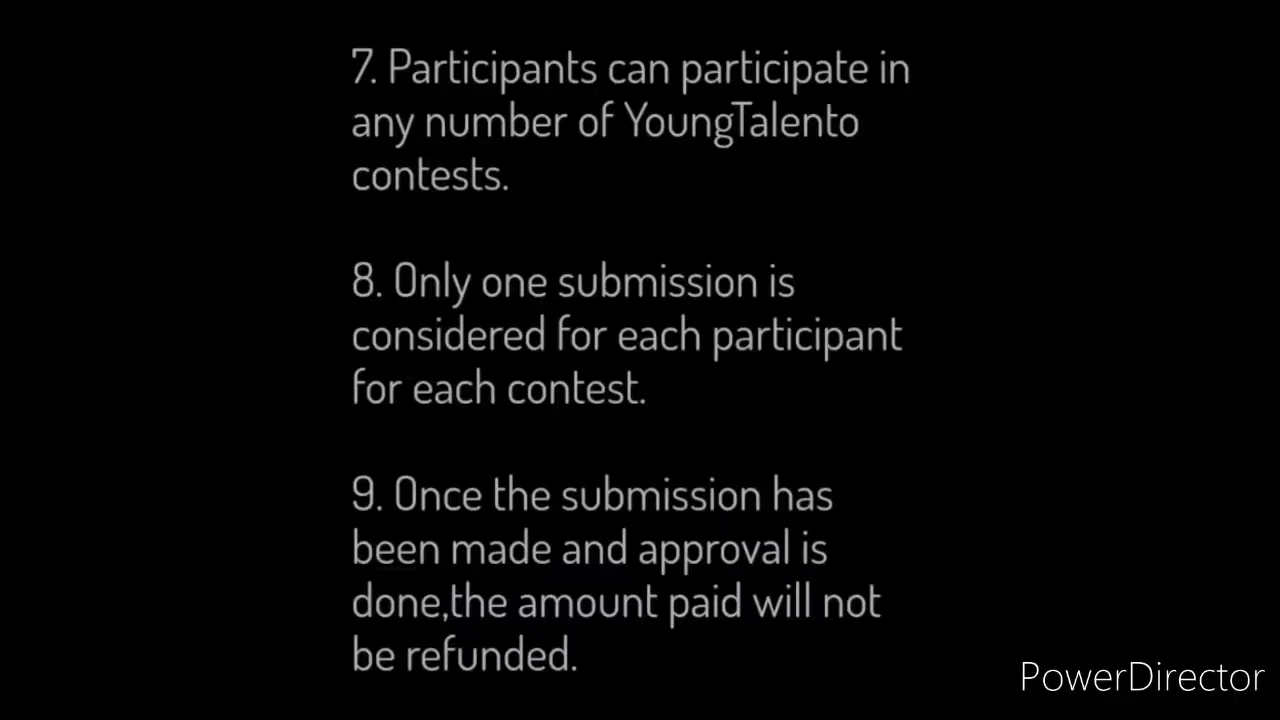 7. Participants can participate in
any number of YoungTalento
contests.
8. Only one submission is
considered for each participant
for each contest.
9. Once the submission has
been made and approval is
done,the amount paid will not
be refunded.
PowerDirector